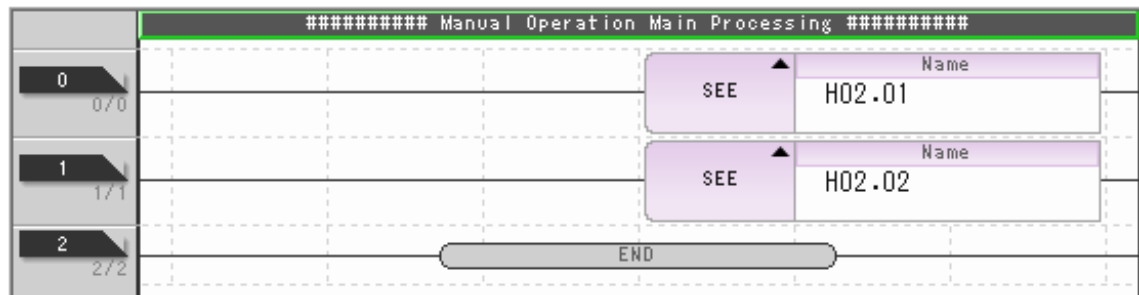 ########## Manual Operation Main Processing ##########
0
0/0
SEE
Name
H02.01
1
1/1
SEE
Name
H02.02
2
2/2
END